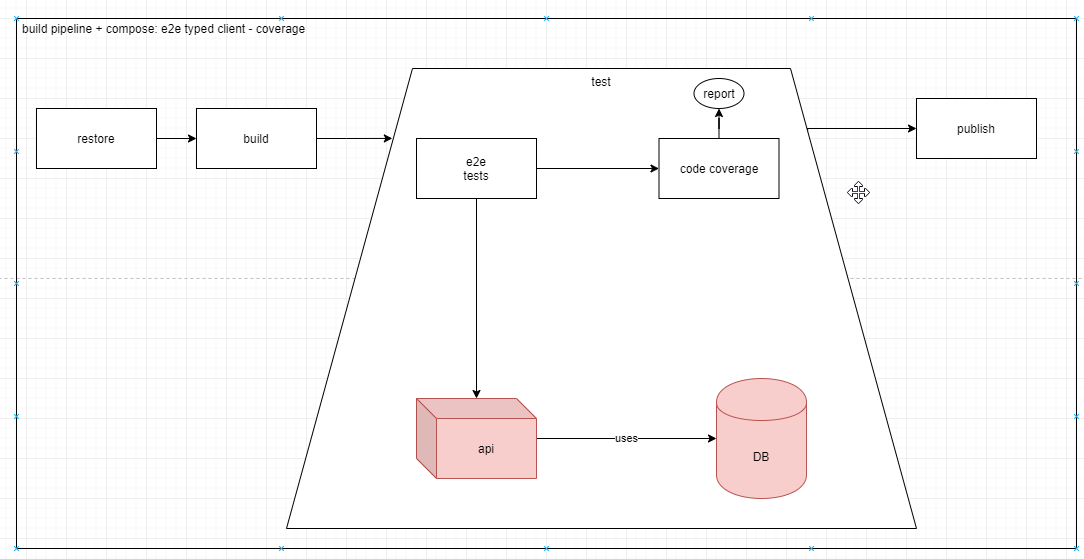 build pipeline + compose: e2e typed client - coverage
test
report
restore
build
e2e
tests
code coverage
publish
api
uses
DB